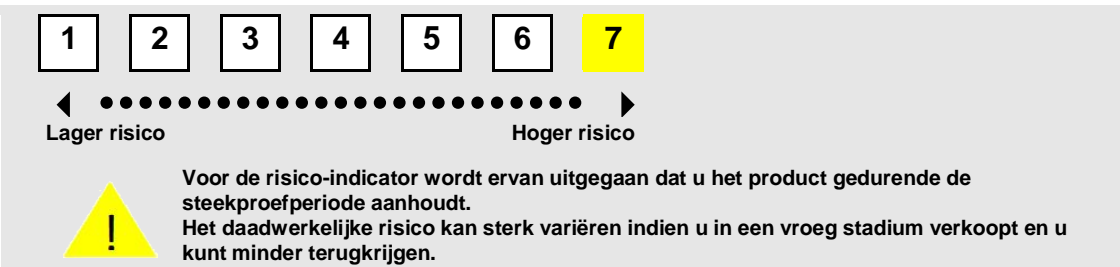 1 2 3 4 5 6 7
Lager risico Hoger risico
!
Voor de risico-indicator wordt ervan uitgegaan dat u het product gedurende de
steekproefperiode aanhoudt.
Het daadwerkelijke risico kan sterk variëren indien u in een vroeg stadium verkoopt en u
kunt minder terugkrijgen.